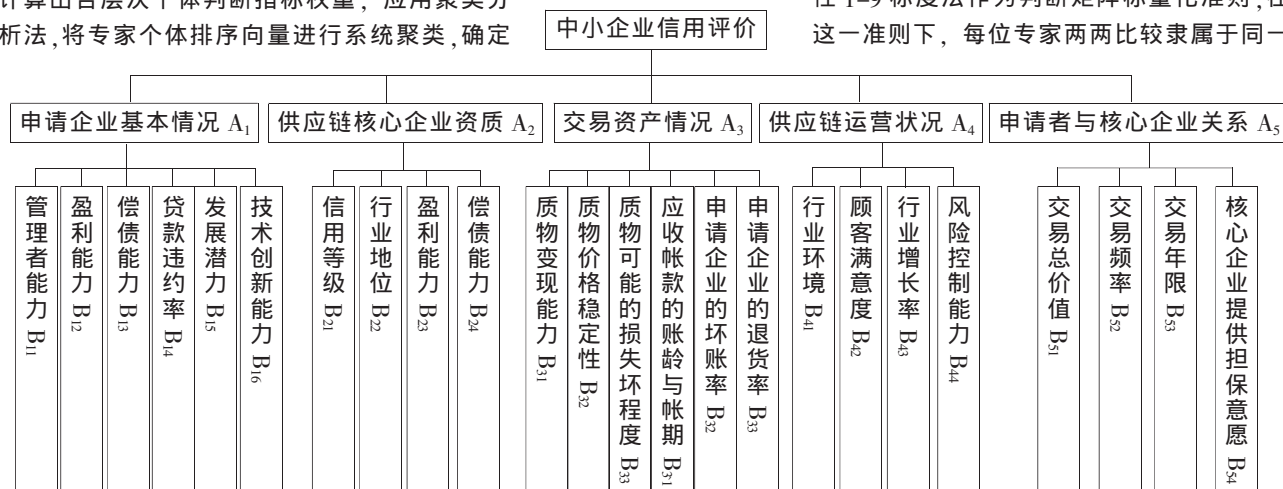 计算出各层次个体判断指标权重，应用聚类分
析法,将专家个体排序向量进行系统聚类,确定
任 1-9 标度法作为判断矩阵标量化准则,在
这一准则下，每位专家两两比较隶属于同一
中小企业信用评价
申请企业基本情况 A1
供应链核心企业资质 A2
交易资产情况 A3
供应链运营状况 A4
申请者与核心企业关系 A5
管理者能力 B11
盈利能力 B12
偿债能力 B13
贷款违约率 B14
发展潜力 B15
技术创新能力 B16
信用等级 B21
行业地位 B22
盈利能力 B23
偿债能力 B24
质物变现能力 B31
质物价格稳定性 B32
质物可能的损失坏程度 B33
应收帐款的账龄与帐期 B3'1
申请企业的坏账率 B32
申请企业的退货率 B33
行业环境 B41
顾客满意度 B42
行业增长率 B43
风险控制能力 B44
交易总价值 B51
交易频率 B52
交易年限 B53
核心企业提供担保意愿 B54